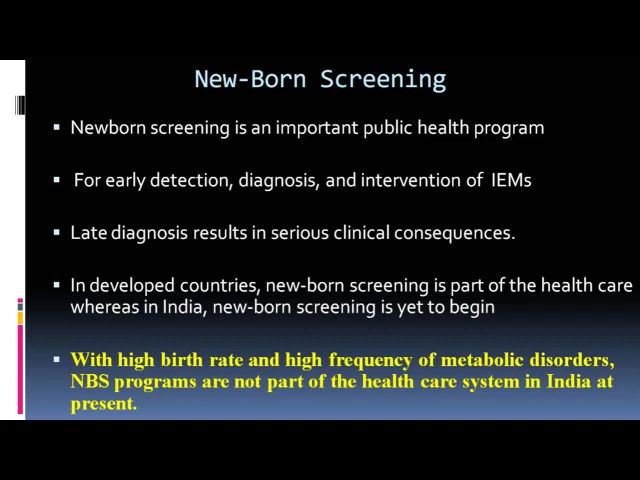 New-Born Screening
Newborn screening is an important public health program
For early detection, diagnosis, and intervention of IEMs
Late diagnosis results in serious clinical consequences.
In developed countries, new-born screening is part of the health care
whereas in India, new-born screening is yet to begin
With high birth rate and high frequency of metabolic disorders,
NBS programs are not part of the health care system in India at
present.